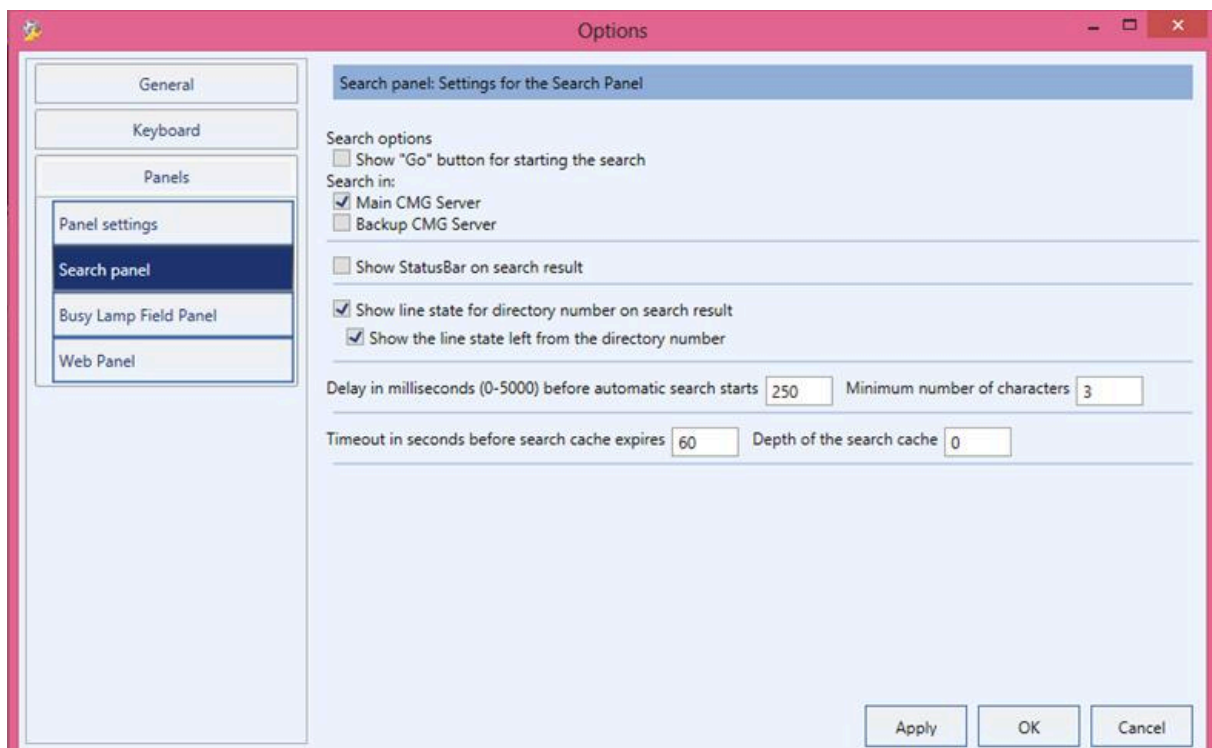 Options
General
Keyboard
Panels
Panel settings
Search panel
Busy Lamp Field Panel
Web Panel
Search panel: Settings for the Search Panel
Search options
Show "Go" button for starting the search
Search in:
Main CMG Server
Backup CMG Server
Show StatusBar on search result
Show line state for directory number on search result
Show the line state left from the directory number
Delay in milliseconds (0-5000) before automatic search starts 250 Minimum number of characters 3
Timeout in seconds before search cache expires 60 Depth of the search cache 0
Apply OK Cancel